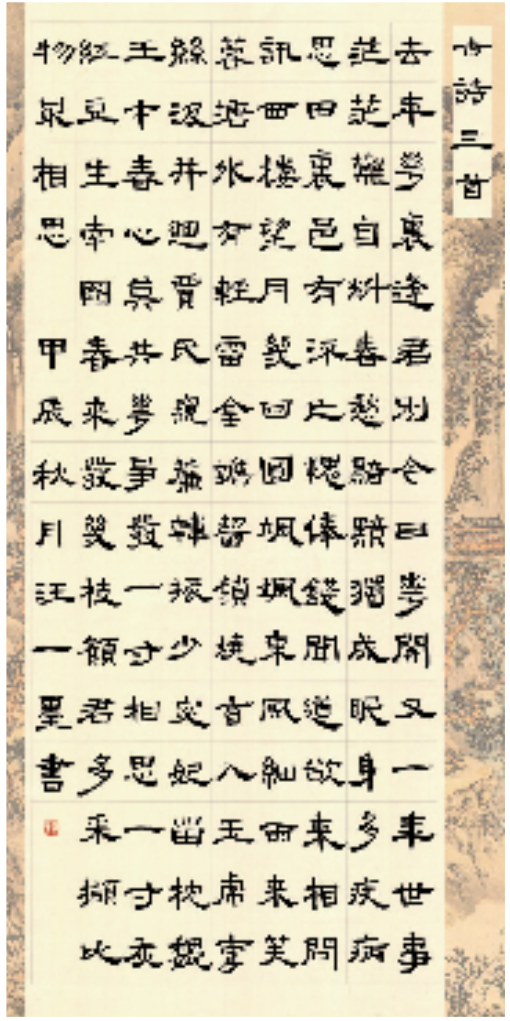 古詩三首
去年花裏逢君別今日花開又一年世事
茫茫難自料春愁黯黯獨成眠身多疾病
思田裏邑有流亡愧俸錢聞道欲來相問
訊西樓望月幾回圓颯颯東風細雨來芙
蓉塘外有輕雷金蟾齧鎖燒香入玉虎牽
絲汲井迴賈氏窺簾韓掾少宓妃留枕魏
王才春心莫共花爭發一寸相思一寸灰
紅豆生南國春來發幾枝願君多采擷此
物最相思 甲辰秋月汪一墨書